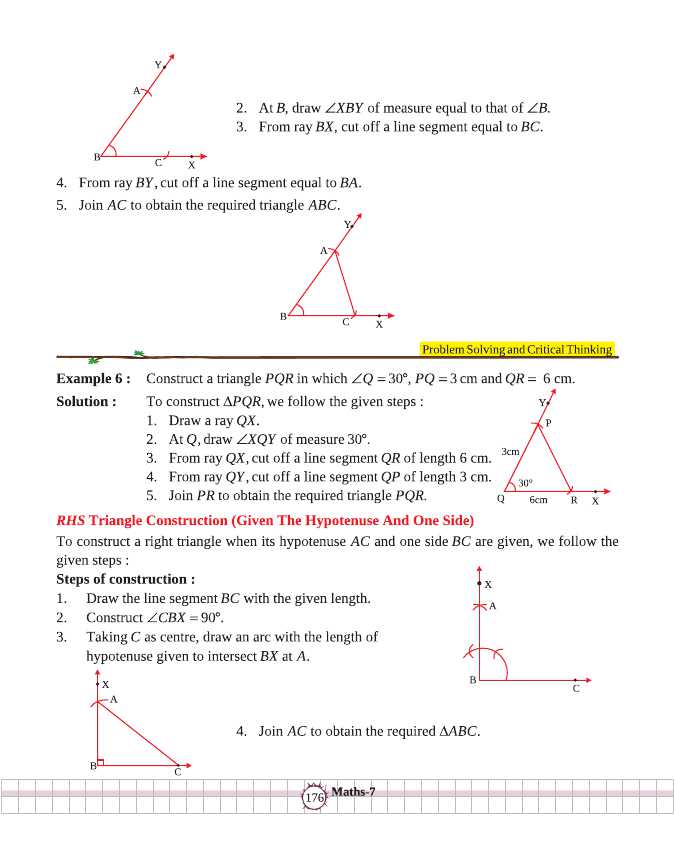 Y
A
B
C
X
2. At B, draw ∠XBY of measure equal to that of ∠B.
3. From ray BX, cut off a line segment equal to BC.
4. From ray BY, cut off a line segment equal to BA.
5. Join AC to obtain the required triangle ABC.
Y
A
B
C
X
Problem Solving and Critical Thinking
Example 6 : Construct a triangle PQR in which ∠Q = 30°, PQ = 3 cm and QR = 6 cm.
Solution : To construct ΔPQR, we follow the given steps :
1. Draw a ray QX.
2. At Q, draw ∠XQY of measure 30°.
3. From ray QX, cut off a line segment QR of length 6 cm.
4. From ray QY, cut off a line segment QP of length 3 cm.
5. Join PR to obtain the required triangle PQR.
Y
P
3cm
30°
Q
6cm
R
X
RHS Triangle Construction (Given The Hypotenuse And One Side)
To construct a right triangle when its hypotenuse AC and one side BC are given, we follow the
given steps :
Steps of construction :
1. Draw the line segment BC with the given length.
2. Construct ∠CBX = 90°.
3. Taking C as centre, draw an arc with the length of
hypotenuse given to intersect BX at A.
X
A
B
C
X
A
B
C
4. Join AC to obtain the required ΔABC.
176
Maths-7